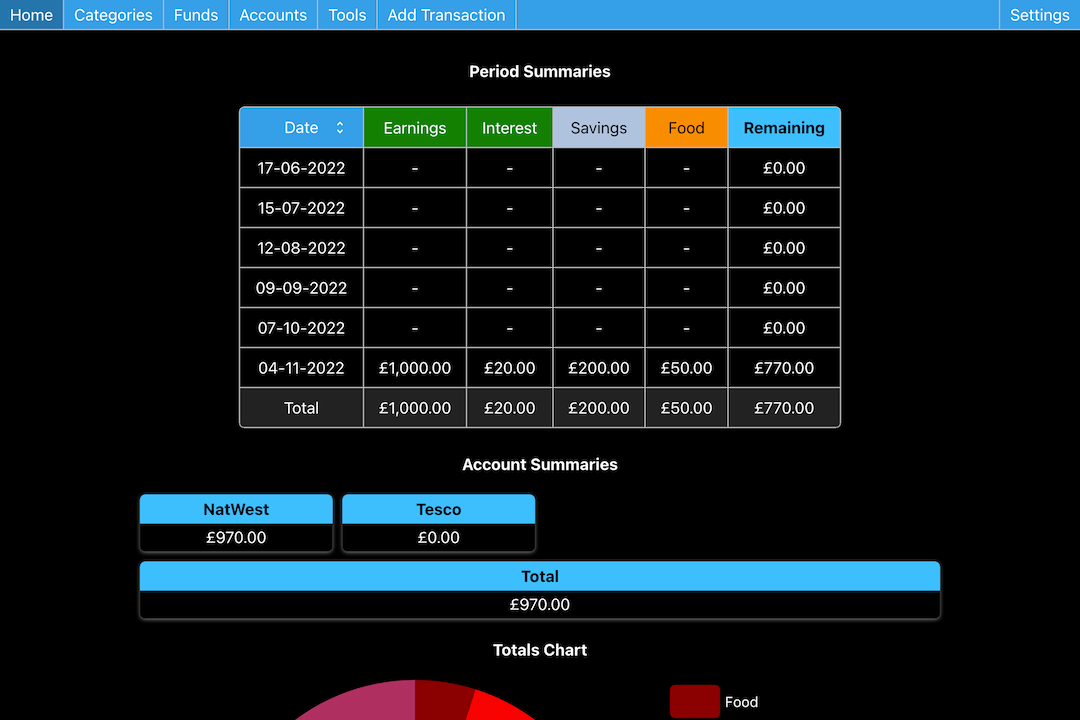 Home Categories Funds Accounts Tools Add Transaction Settings
Period Summaries
Date Earnings Interest Savings Food Remaining
17-06-2022 - - - - £0.00
15-07-2022 - - - - £0.00
12-08-2022 - - - - £0.00
09-09-2022 - - - - £0.00
07-10-2022 - - - - £0.00
04-11-2022 £1,000.00 £20.00 £200.00 £50.00 £770.00
Total £1,000.00 £20.00 £200.00 £50.00 £770.00
Account Summaries
NatWest Tesco
£970.00 £0.00
Total
£970.00
Totals Chart
Food